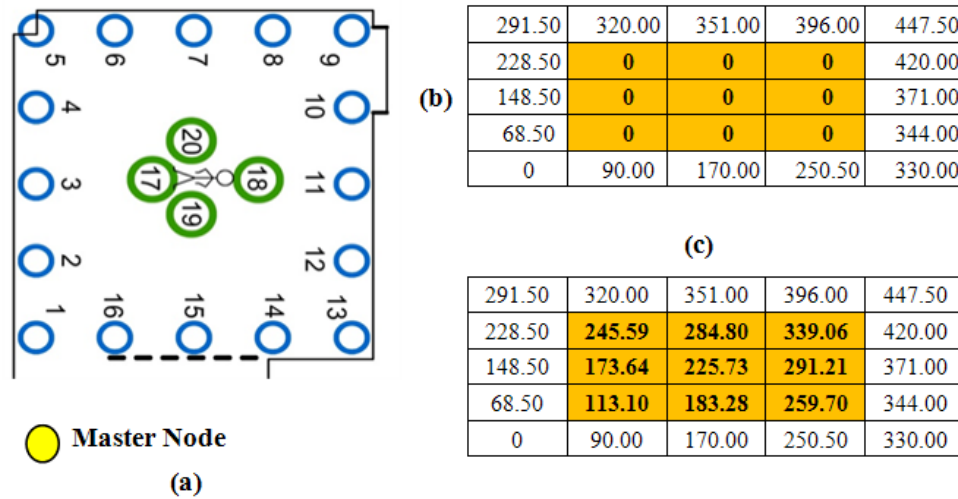 5 6 7 8 9
4 10
20
3 17 18 11
19
2 12
1 16 15 14 13
Master Node
(a)
(b)
291.50 320.00 351.00 396.00 447.50
228.50 0 0 0 420.00
148.50 0 0 0 371.00
68.50 0 0 0 344.00
0 90.00 170.00 250.50 330.00
(c)
291.50 320.00 351.00 396.00 447.50
228.50 245.59 284.80 339.06 420.00
148.50 173.64 225.73 291.21 371.00
68.50 113.10 183.28 259.70 344.00
0 90.00 170.00 250.50 330.00